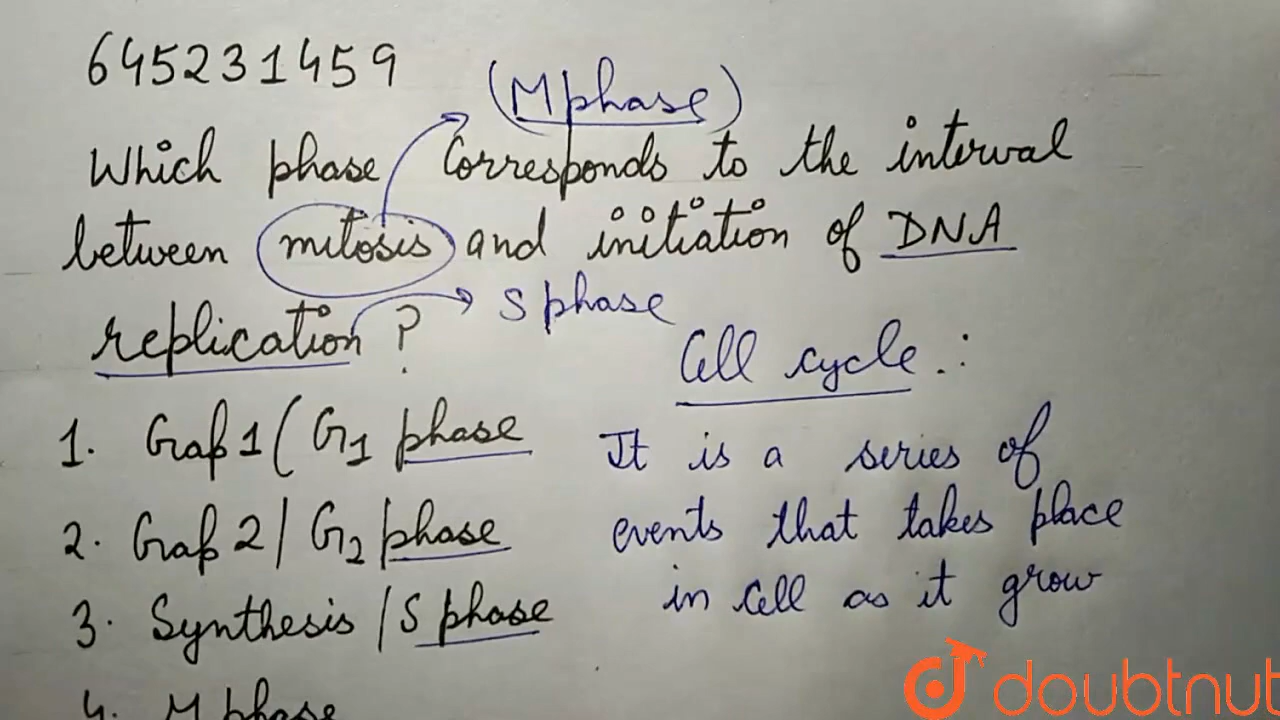 645231459
(M phase)
Which phase Corresponds to the interval
between mitosis and initiation of DNA
replication ?
S phase
Cell cycle :
1. Gap 1 ( G1 phase
2. Gap 2 / G2 phase
3. Synthesis / S phase
4. M phase
It is a series of
events that takes place
in cell as it grow
doubtnut